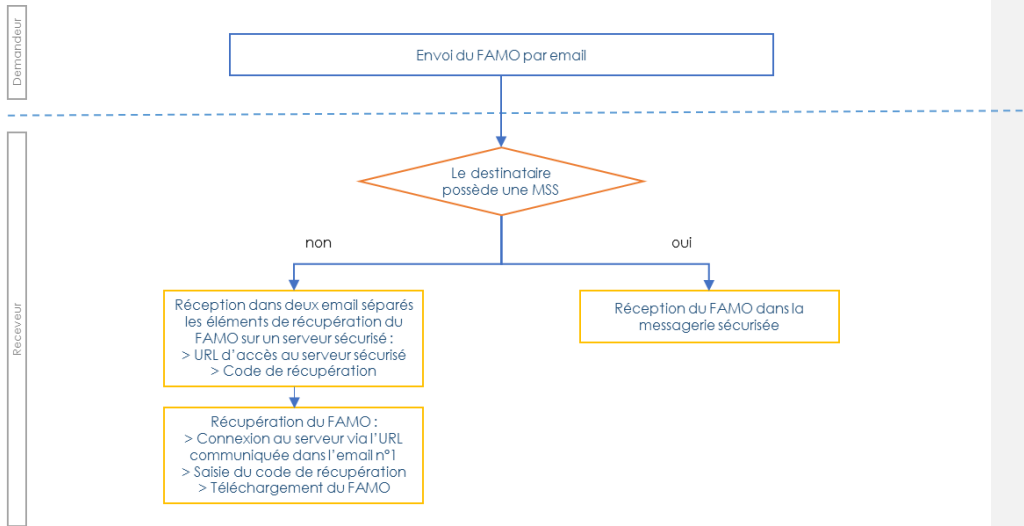 Demandeur
Envoi du FAMO par email
Receveur
Le destinataire
possède une MSS
non
oui
Réception dans deux email séparés
les éléments de récupération du
FAMO sur un serveur sécurisé :
> URL d'accès au serveur sécurisé
> Code de récupération
Réception du FAMO dans la
messagerie sécurisée
Récupération du FAMO :
> Connexion au serveur via l'URL
communiquée dans l'email n°1
> Saisie du code de récupération
> Téléchargement du FAMO